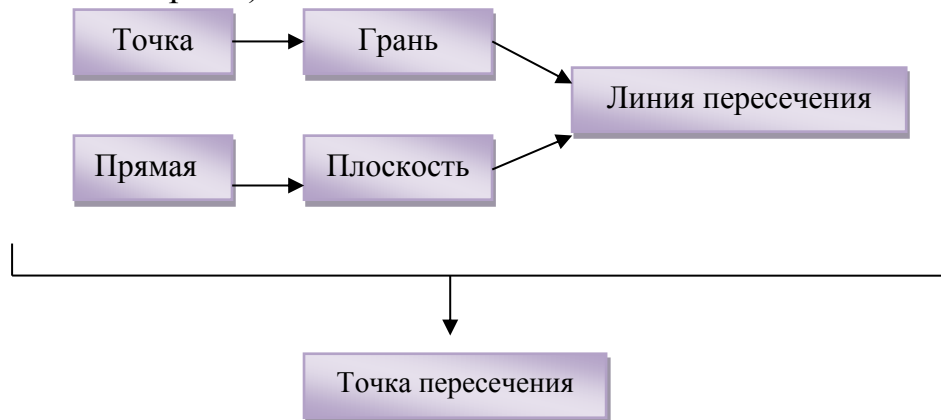 Точка
Грань
Линия пересечения
Прямая
Плоскость
Точка пересечения